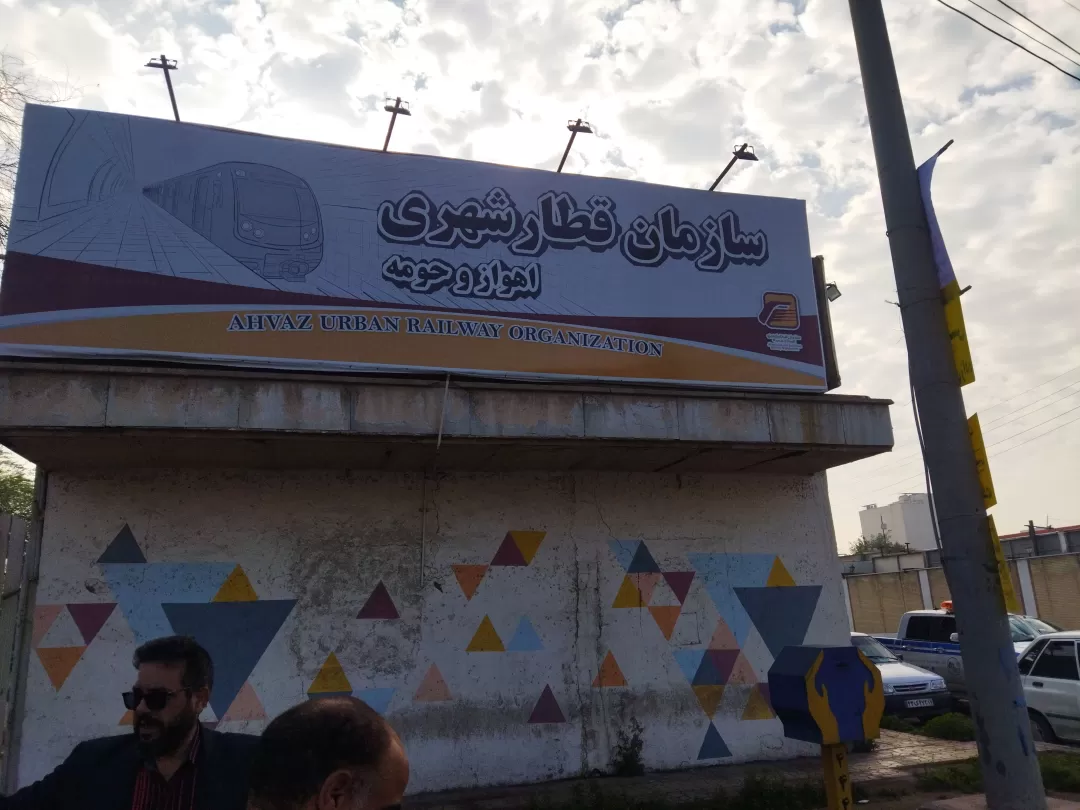 سازمان قطار شهری
اهواز و حومه
AHVAZ URBAN RAILWAY ORGANIZATION